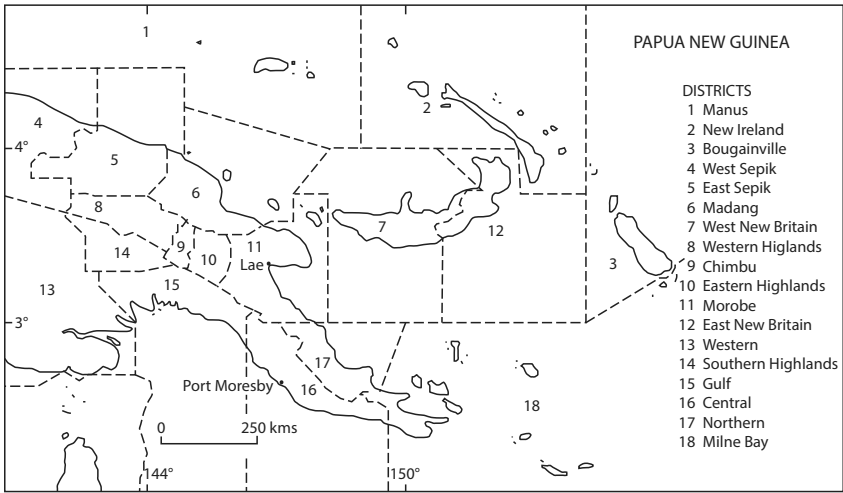 PAPUA NEW GUINEA
DISTRICTS
1 Manus
2 New Ireland
3 Bougainville
4 West Sepik
5 East Sepik
6 Madang
7 West New Britain
8 Western Higlands
9 Chimbu
10 Eastern Highlands
11 Morobe
12 East New Britain
13 Western
14 Southern Highlands
15 Gulf
16 Central
17 Northern
18 Milne Bay
1
2
4
4°
5
6
8
7
12
9
11
14
10
Lae
3
13
15
3°
17
Port Moresby
16
18
0 250 kms
144°
150°